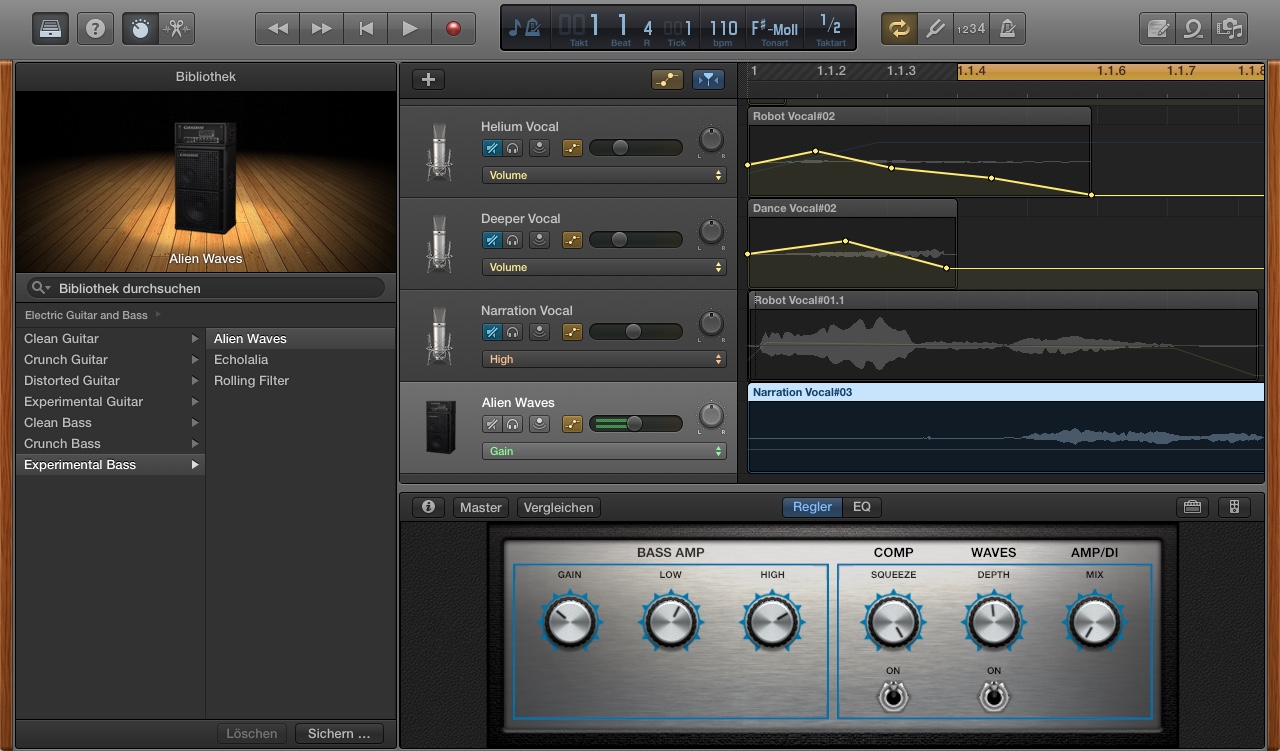 1 1 4 1 110 F♯-Moll 1/2
Takt Beat R Tick bpm Tonart Taktart
1234
Bibliothek
Alien Waves
Bibliothek durchsuchen
Electric Guitar and Bass
Clean Guitar
Crunch Guitar
Distorted Guitar
Experimental Guitar
Clean Bass
Crunch Bass
Experimental Bass
Alien Waves
Echolalia
Rolling Filter
Löschen
Sichern ...
1 1.1.2 1.1.3 1.1.4 1.1.6 1.1.7 1.1.8
Helium Vocal
L R
Volume
Deeper Vocal
L R
Volume
Narration Vocal
L R
High
Alien Waves
L R
Gain
Robot Vocal#02
Dance Vocal#02
Robot Vocal#01.1
Narration Vocal#03
Master
Vergleichen
Regler
EQ
BASS AMP COMP WAVES AMP/DI
GAIN LOW HIGH SQUEEZE DEPTH MIX
ON ON